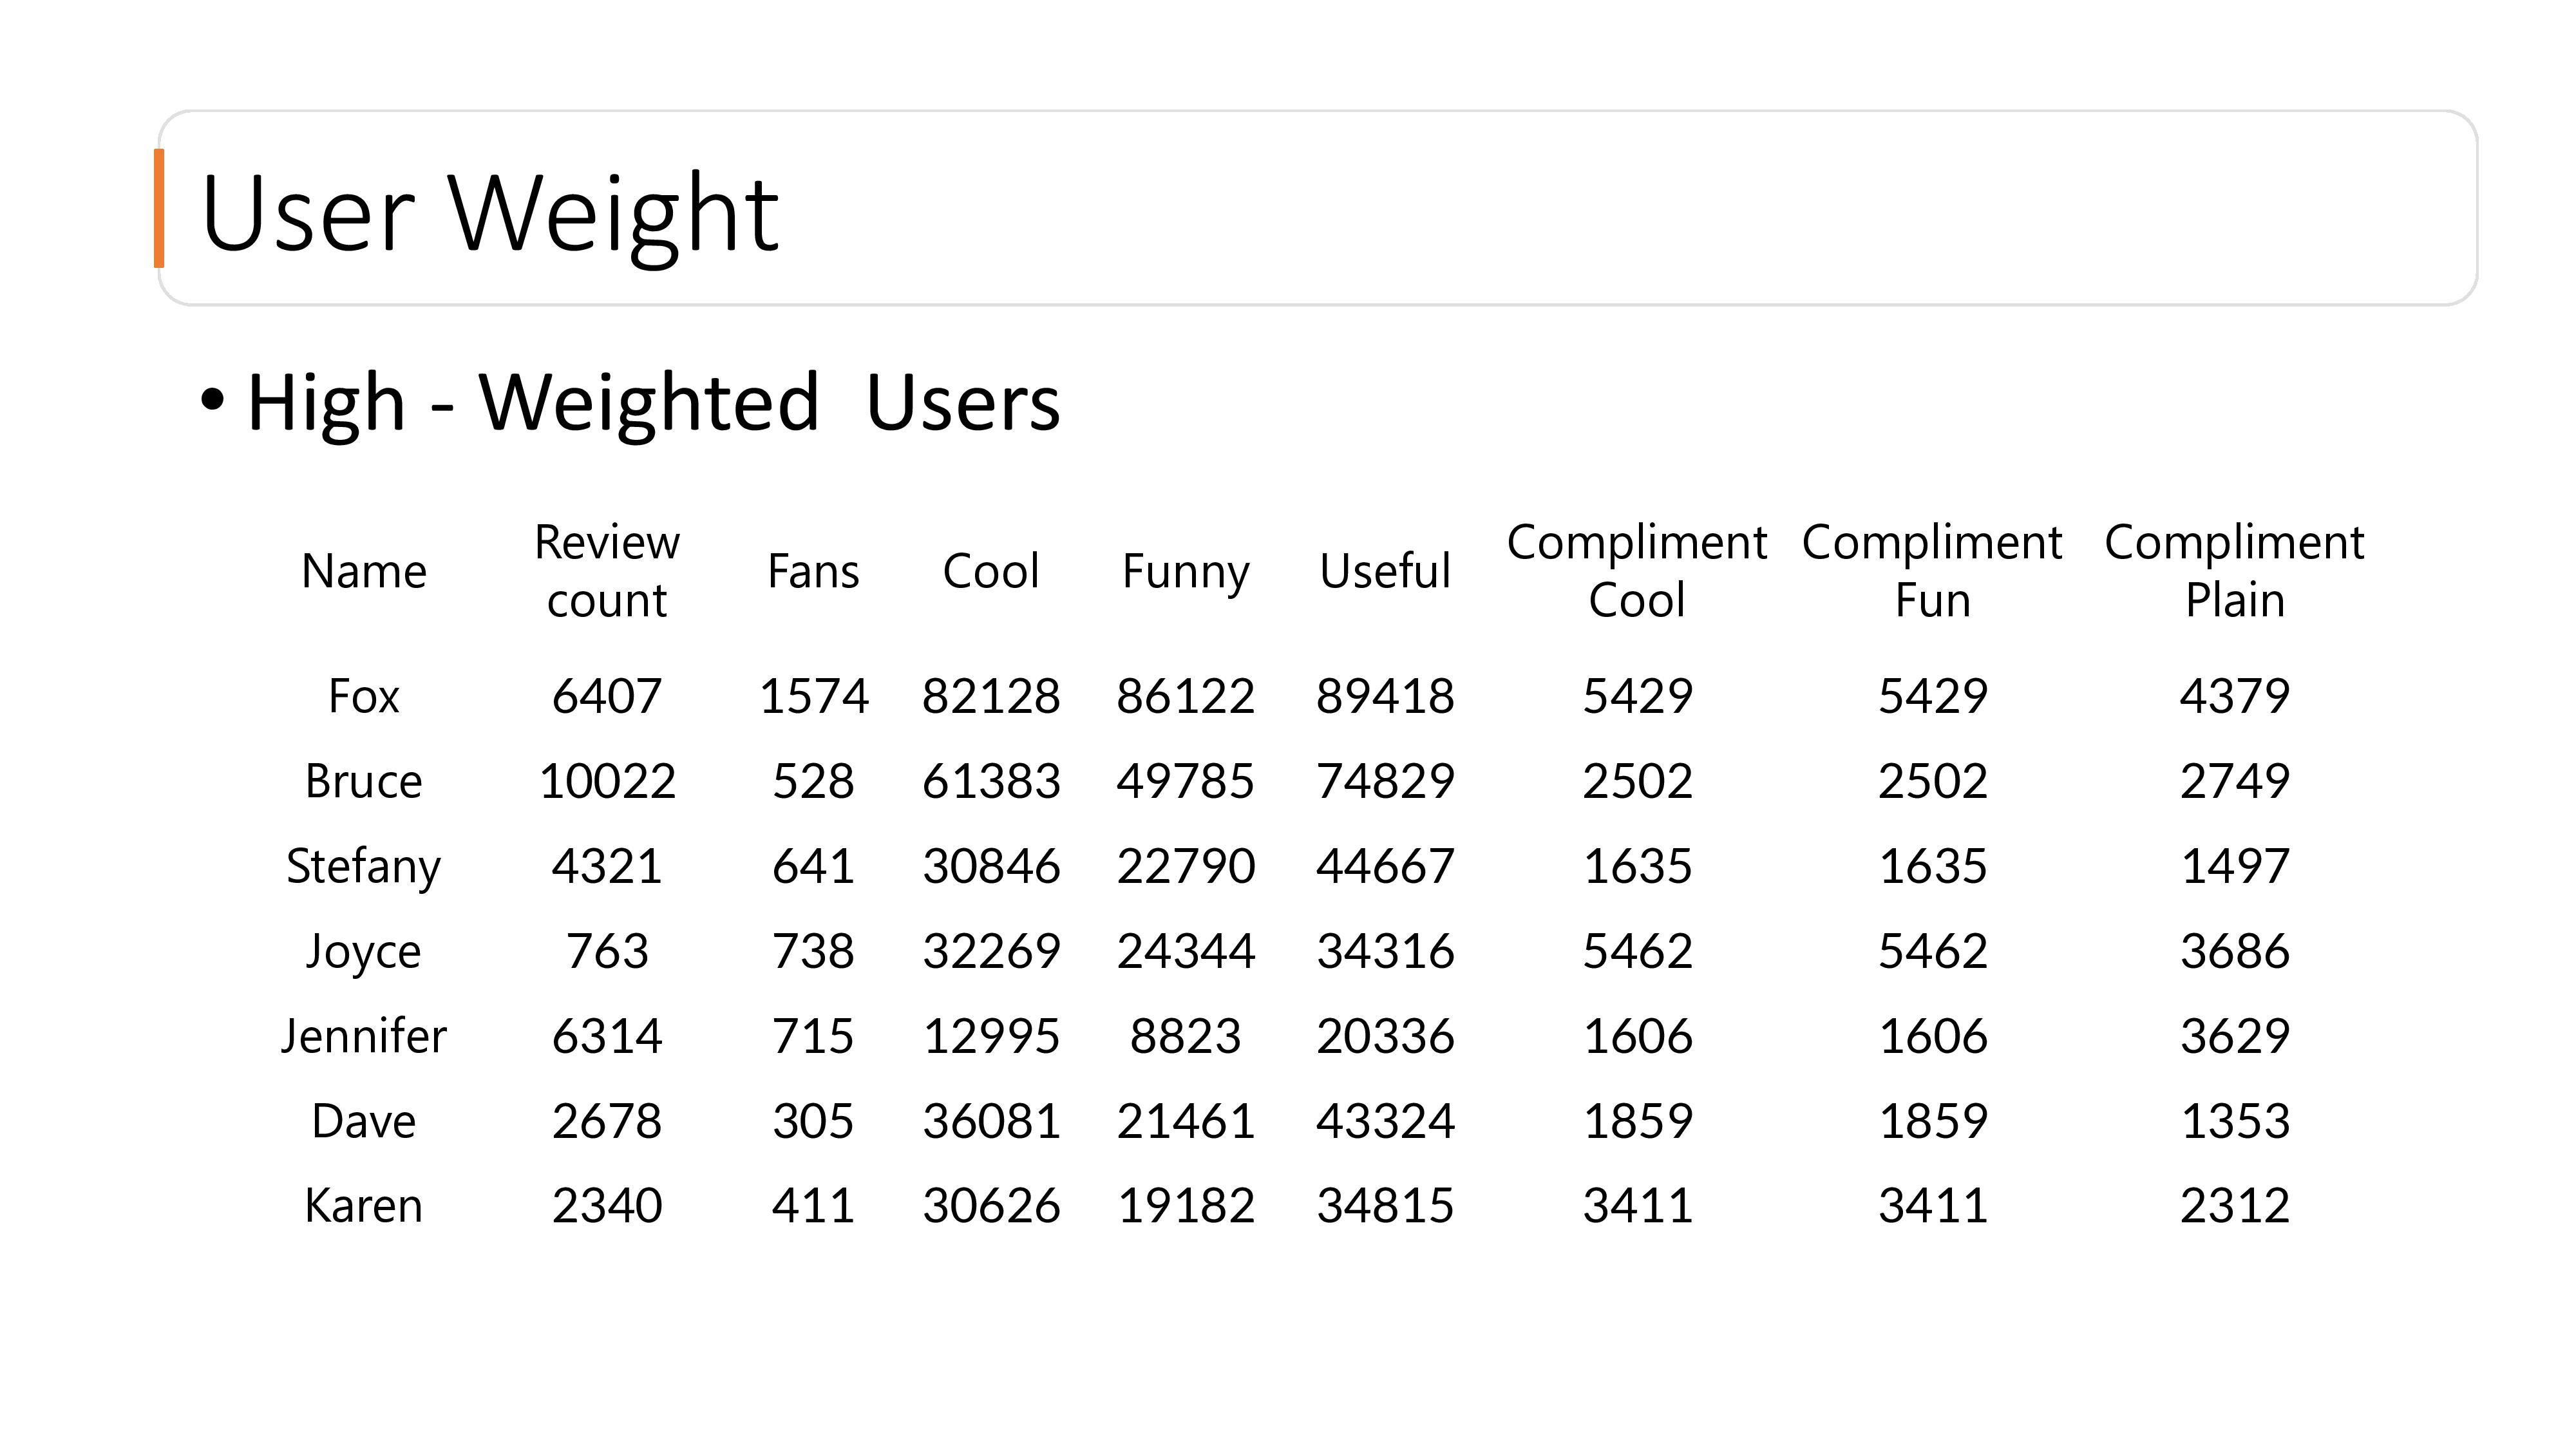 User Weight
• High - Weighted  Users
Name Review count Fans Cool Funny Useful Compliment Cool Compliment Fun Compliment Plain
Fox 6407 1574 82128 86122 89418 5429 5429 4379
Bruce 10022 528 61383 49785 74829 2502 2502 2749
Stefany 4321 641 30846 22790 44667 1635 1635 1497
Joyce 763 738 32269 24344 34316 5462 5462 3686
Jennifer 6314 715 12995 8823 20336 1606 1606 3629
Dave 2678 305 36081 21461 43324 1859 1859 1353
Karen 2340 411 30626 19182 34815 3411 3411 2312